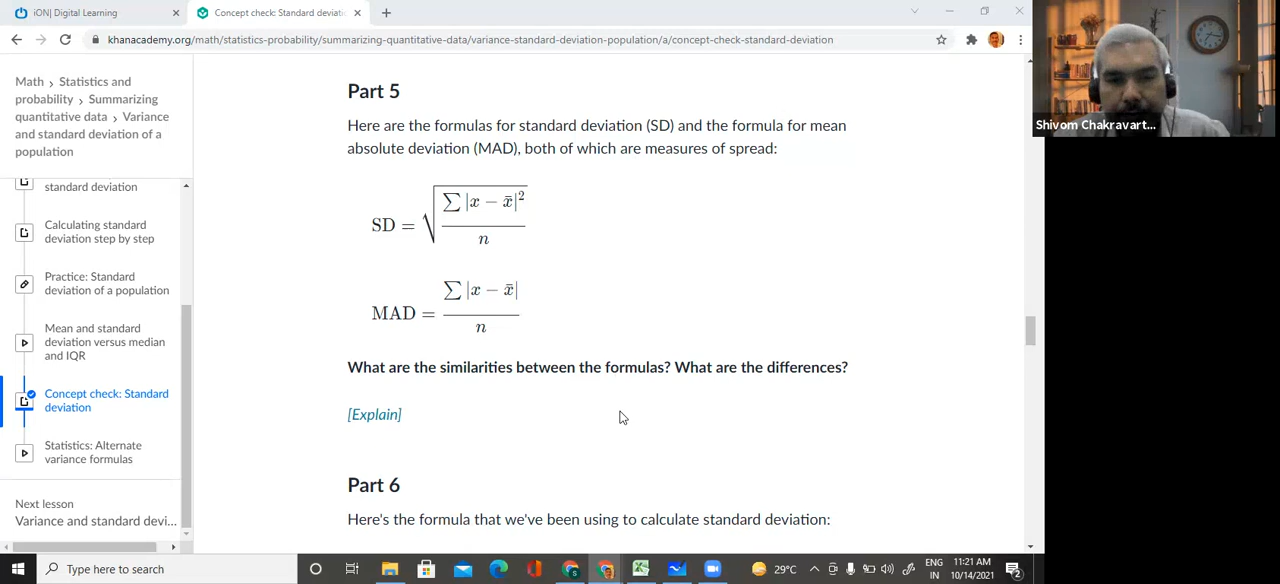 iON| Digital Learning
Concept check: Standard deviati
khanacademy.org/math/statistics-probability/summarizing-quantitative-data/variance-standard-deviation-population/a/concept-check-standard-deviation
Math › Statistics and
probability › Summarizing
quantitative data › Variance
and standard deviation of a
population
standard deviation
Calculating standard
deviation step by step
Practice: Standard
deviation of a population
Mean and standard
deviation versus median
and IQR
Concept check: Standard
deviation
Statistics: Alternate
variance formulas
Next lesson
Variance and standard devi...
Part 5
Here are the formulas for standard deviation (SD) and the formula for mean
absolute deviation (MAD), both of which are measures of spread:
SD = √(∑|x − x̄|² / n)
MAD = ∑|x − x̄| / n
What are the similarities between the formulas? What are the differences?
[Explain]
Part 6
Here's the formula that we've been using to calculate standard deviation:
Shivom Chakravart...
Type here to search
29°C
ENG
IN
11:21 AM
10/14/2021
2